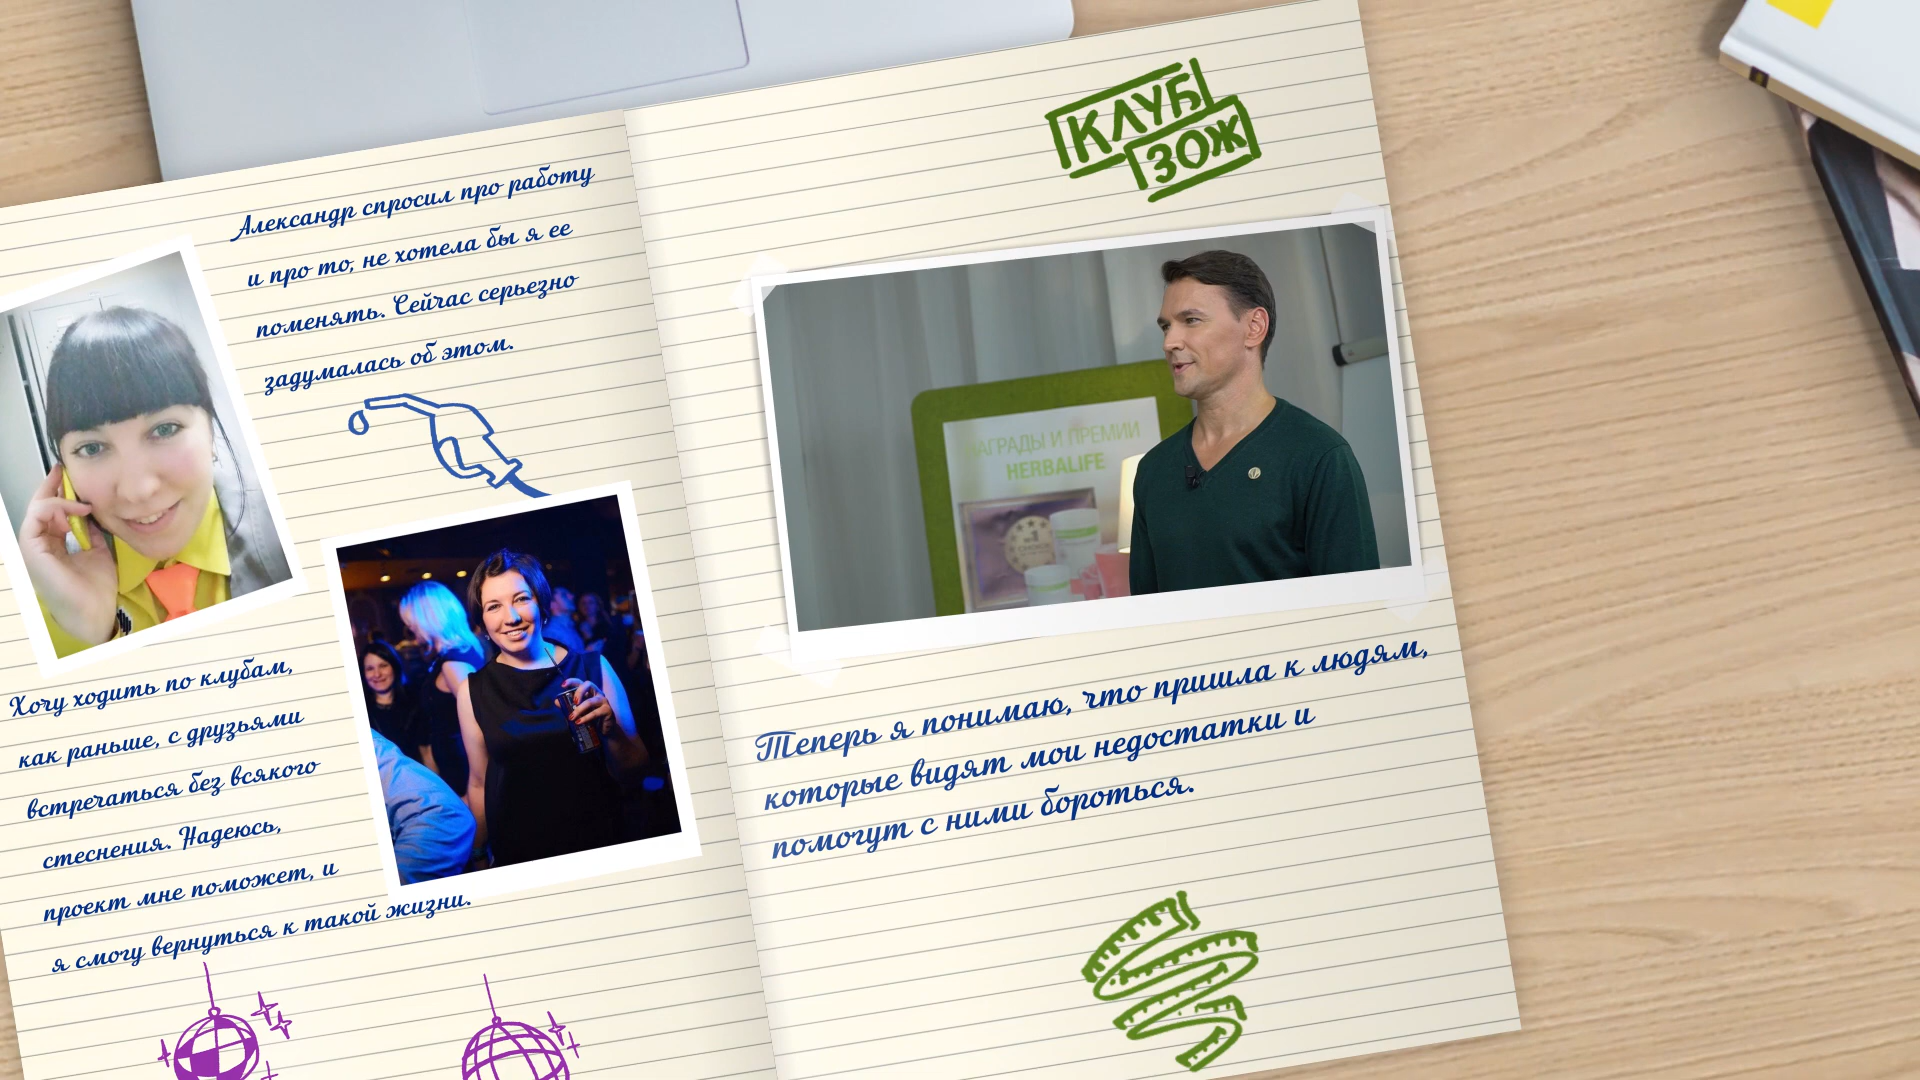 Александр спросил про работу
и про то, не хотела бы я ее
поменять. Сейчас серьезно
задумалась об этом.
Хочу ходить по клубам,
как раньше, с друзьями
встречаться без всякого
стеснения. Надеюсь,
проект мне поможет, и
я смогу вернуться к такой жизни.
КЛУБ
ЗОЖ
НАГРАДЫ И ПРЕМИИ
HERBALIFE
Теперь я понимаю, что пришла к людям,
которые видят мои недостатки и
помогут с ними бороться.